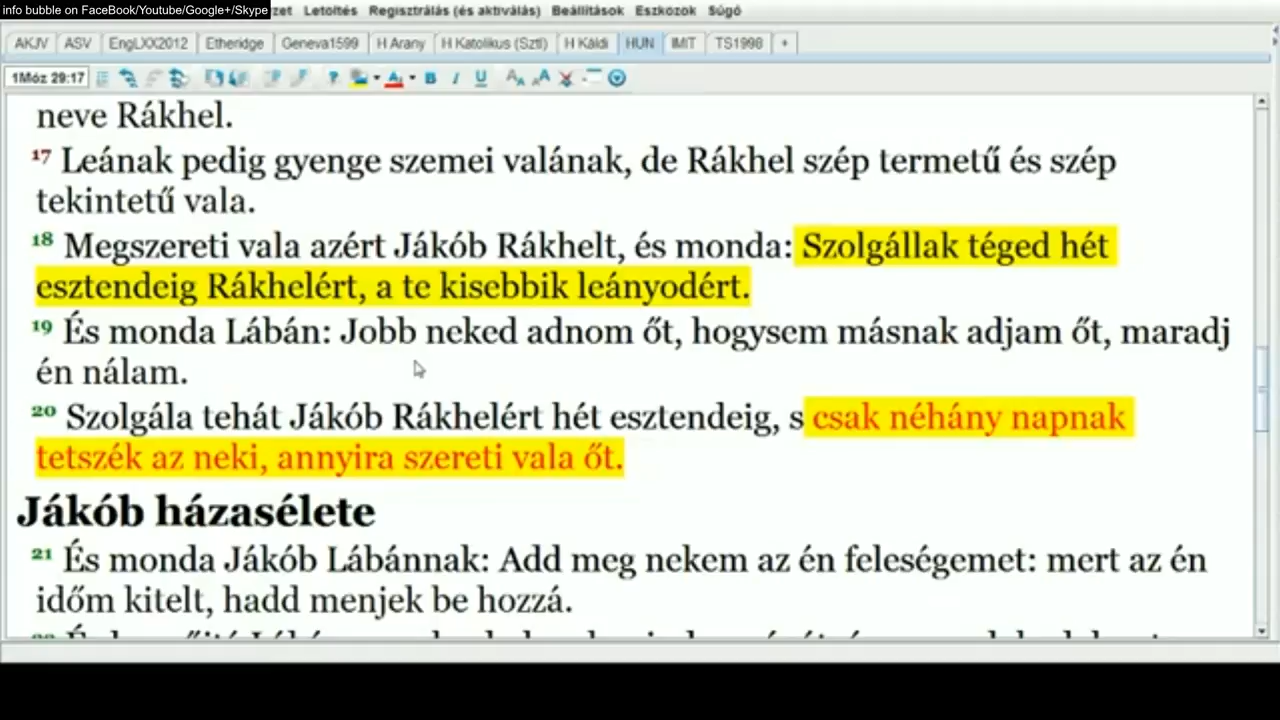 info bubble on FaceBook/Youtube/Google+/Skype
zet Letöltés Regisztrálás (és aktiválás) Beállítások Eszközök Súgó
AKJV ASV EngLXX2012 Etheridge Geneva1599 H Arany H Katolikus (SztI) H Káldi HUN IMIT TS1998 +
1Móz 29:17
neve Rákhel.
17 Leának pedig gyenge szemei valának, de Rákhel szép termetű és szép
tekintetű vala.
18 Megszereti vala azért Jákób Rákhelt, és monda: Szolgállak téged hét
esztendeig Rákhelért, a te kisebbik leányodért.
19 És monda Lábán: Jobb neked adnom őt, hogysem másnak adjam őt, maradj
én nálam.
20 Szolgála tehát Jákób Rákhelért hét esztendeig, s csak néhány napnak
tetszék az neki, annyira szereti vala őt.
Jákób házasélete
21 És monda Jákób Lábánnak: Add meg nekem az én feleségemet: mert az én
időm kitelt, hadd menjek be hozzá.